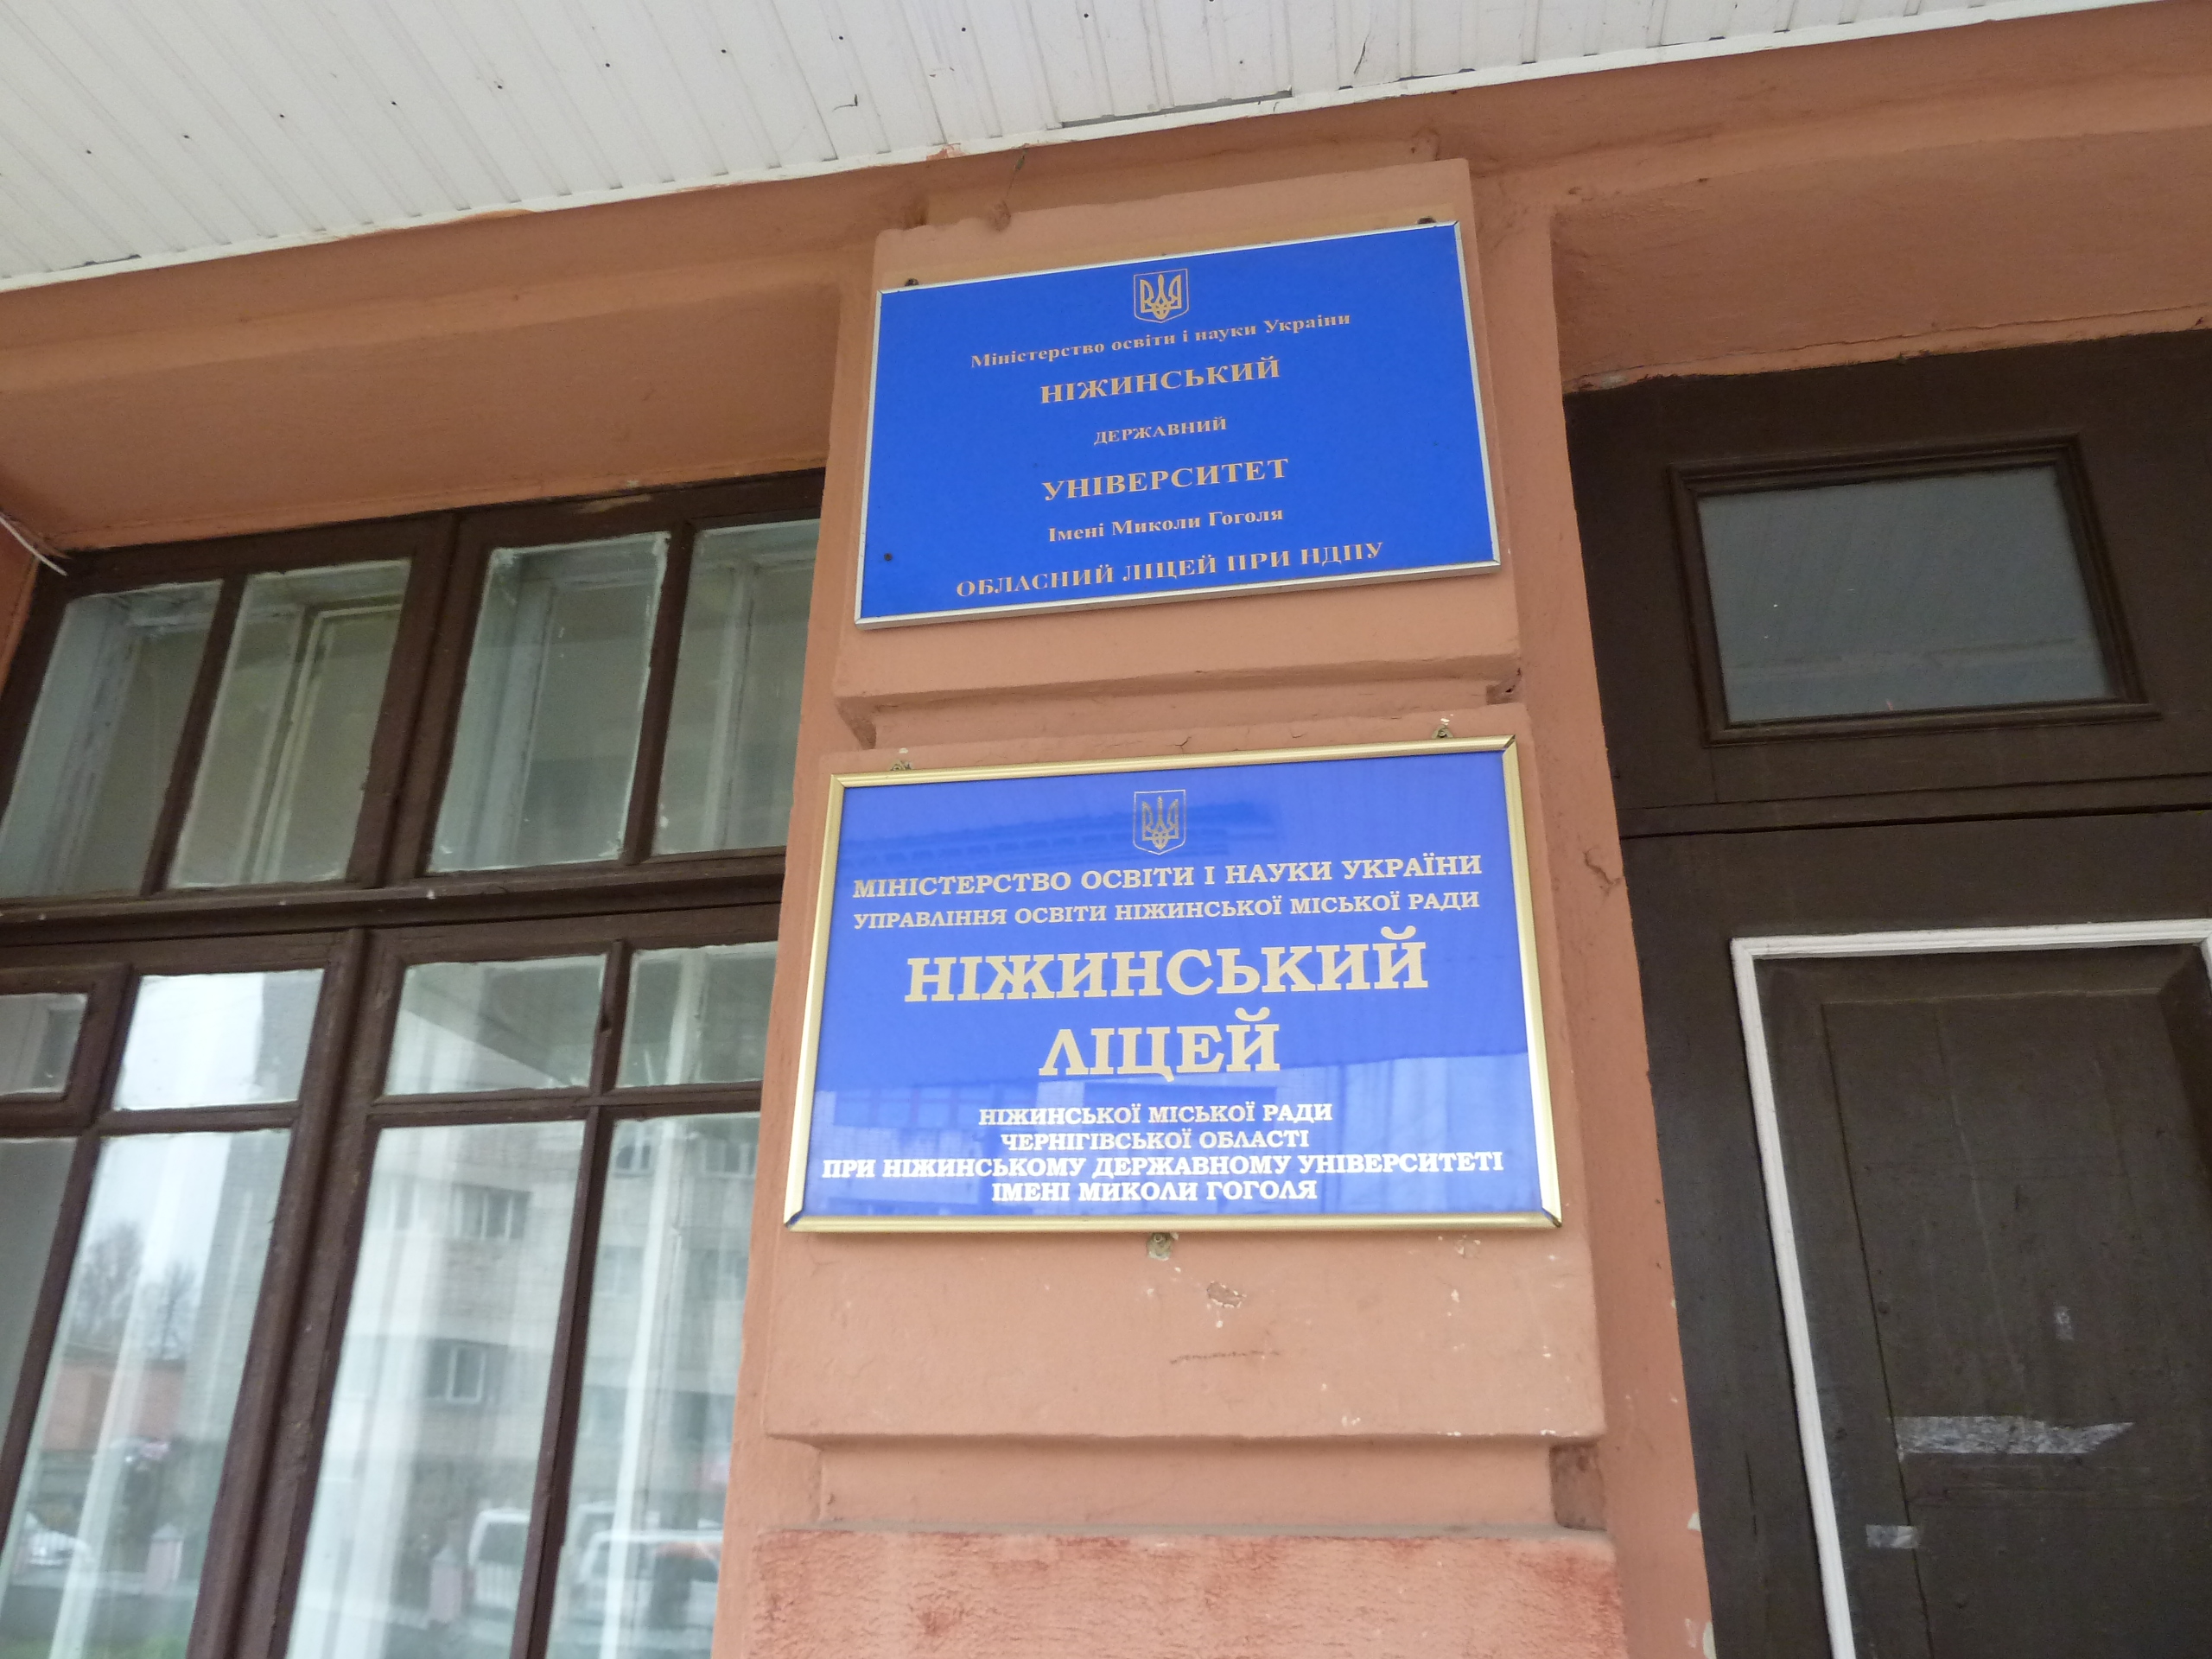 Міністерство освіти і науки України
НІЖИНСЬКИЙ
ДЕРЖАВНИЙ
УНІВЕРСИТЕТ
Імені Миколи Гоголя
ОБЛАСНИЙ ЛІЦЕЙ ПРИ НДПУ
МІНІСТЕРСТВО ОСВІТИ І НАУКИ УКРАЇНИ
УПРАВЛІННЯ ОСВІТИ НІЖИНСЬКОЇ МІСЬКОЇ РАДИ
НІЖИНСЬКИЙ
ЛІЦЕЙ
НІЖИНСЬКОЇ МІСЬКОЇ РАДИ
ЧЕРНІГІВСЬКОЇ ОБЛАСТІ
ПРИ НІЖИНСЬКОМУ ДЕРЖАВНОМУ УНІВЕРСИТЕТІ
ІМЕНІ МИКОЛИ ГОГОЛЯ